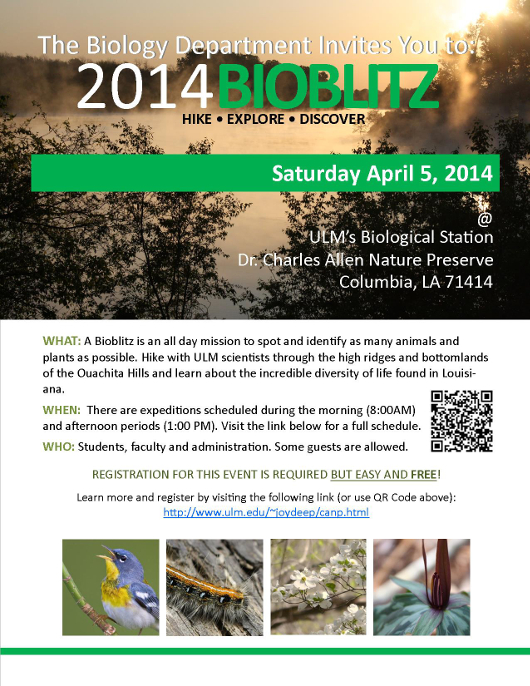 The Biology Department Invites You to:
2014 BIOBLITZ
HIKE • EXPLORE • DISCOVER
Saturday April 5, 2014
@
ULM's Biological Station
Dr. Charles Allen Nature Preserve
Columbia, LA 71414
WHAT: A Bioblitz is an all day mission to spot and identify as many animals and
plants as possible. Hike with ULM scientists through the high ridges and bottomlands
of the Ouachita Hills and learn about the incredible diversity of life found in Louisi-
ana.
WHEN: There are expeditions scheduled during the morning (8:00AM)
and afternoon periods (1:00 PM). Visit the link below for a full schedule.
WHO: Students, faculty and administration. Some guests are allowed.
REGISTRATION FOR THIS EVENT IS REQUIRED BUT EASY AND FREE!
Learn more and register by visiting the following link (or use QR Code above):
http://www.ulm.edu/~joydeep/canp.html